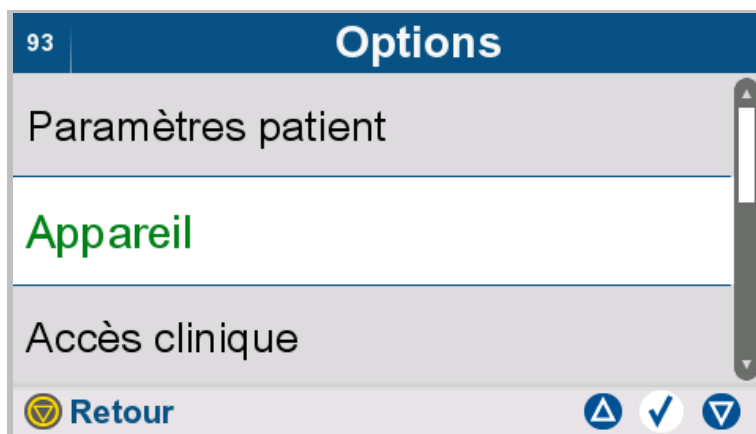 93
Options
Paramètres patient
Appareil
Accès clinique
Retour